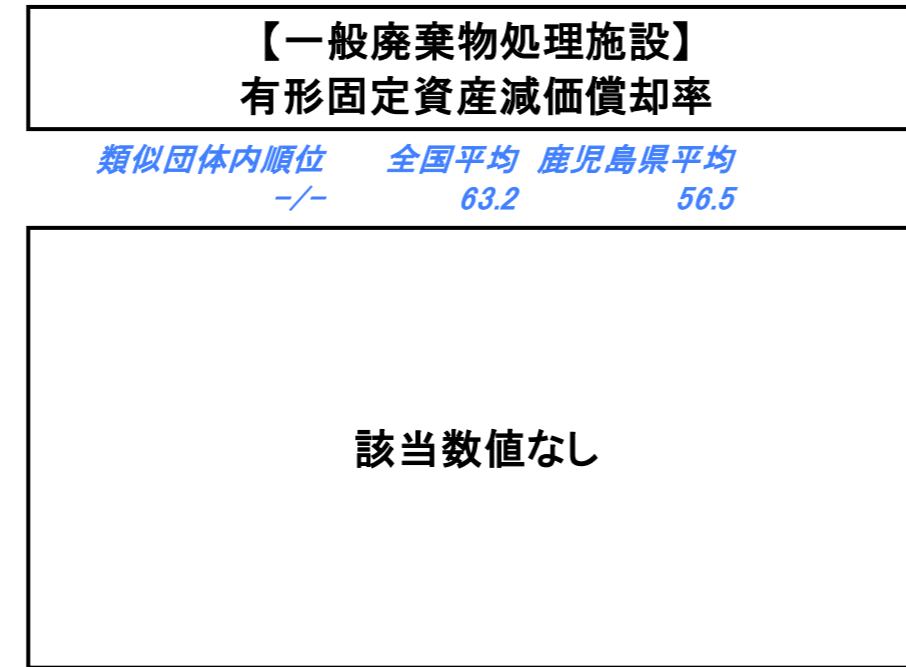 【一般廃棄物処理施設】
有形固定資産減価償却率
類似団体内順位 全国平均 鹿児島県平均
-/- 63.2 56.5
該当数値なし